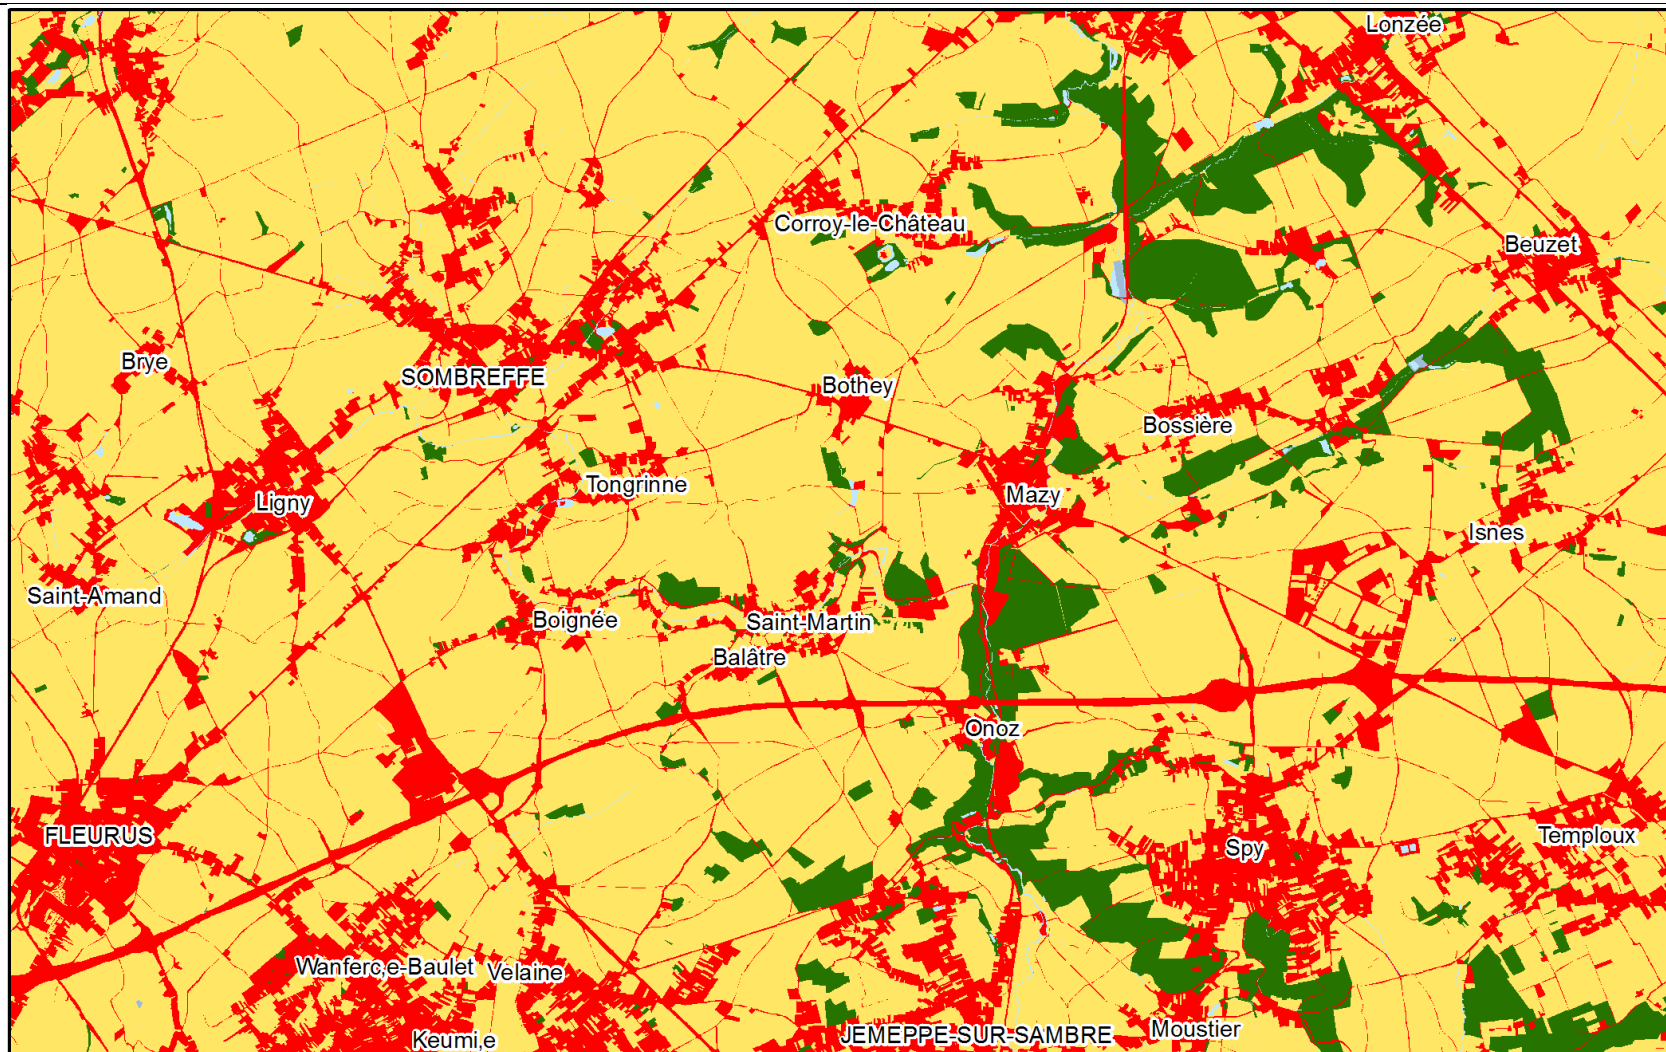 Lonzée
Corroy-le-Château
Beuzet
Brye
SOMBREFFE
Bothey
Bossière
Tongrinne
Mazy
Ligny
Isnes
Saint-Amand
Boignée
Saint-Martin
Balâtre
Onoz
FLEURUS
Spy
Temploux
Wanferc,e-Baulet
Velaine
JEMEPPE-SUR-SAMBRE
Moustier
Keumi,e